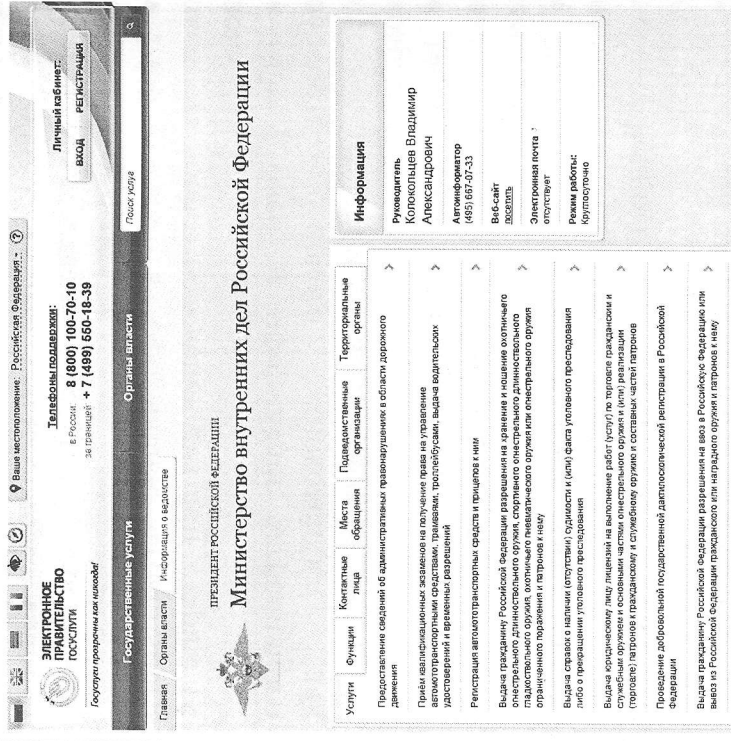 Ваше местоположение: Российская Федерация
ЭЛЕКТРОННОЕ
ПРАВИТЕЛЬСТВО
ГОСУСЛУГИ
Госуслуги прозрачны как никогда!
Телефоны поддержки:
в России: 8 (800) 100-70-10
за границей + 7 (499) 550-18-39
Личный кабинет:
ВХОД РЕГИСТРАЦИЯ
Государственные услуги
Органы власти
Поиск услуг
Главная Органы власти Информация о ведомстве
ПРЕЗИДЕНТ РОССИЙСКОЙ ФЕДЕРАЦИИ
Министерство внутренних дел Российской Федерации
Услуги
Функции
Контактные
лица
Места
обращения
Подведомственные
организации
Территориальные
органы
Предоставление сведений об административных правонарушениях в области дорожного
движения
Приём квалификационных экзаменов на получение права на управление
автомототранспортными средствами, трамваями, троллейбусами, выдача водительских
удостоверений и временных разрешений
Регистрация автомототранспортных средств и прицепов к ним
Выдача гражданину Российской Федерации разрешения на хранение и ношение охотничьего
огнестрельного длинноствольного оружия, спортивного огнестрельного длинноствольного
гладкоствольного оружия, охотничьего пневматического оружия или огнестрельного оружия
ограниченного поражения и патронов к нему
Выдача справок о наличии (отсутствии) судимости и (или) факта уголовного преследования
либо о прекращении уголовного преследования
Выдача юридическому лицу лицензии на выполнение работ (услуг) по торговле гражданским и
служебным оружием и основными частями огнестрельного оружия и (или) реализации
(торговле) патронов к гражданскому и служебному оружию и составных частей патронов
Проведение добровольной государственной дактилоскопической регистрации в Российской
Федерации
Выдача гражданину Российской Федерации разрешения на ввоз в Российскую Федерацию или
вывоз из Российской Федерации гражданского или наградного оружия и патронов к нему
Информация
Руководитель
Колокольцев Владимир
Александрович
Автоинформатор
(495) 667-07-33
Веб-сайт
посетить
Электронная почта
отсутствует
Режим работы:
Круглосуточно